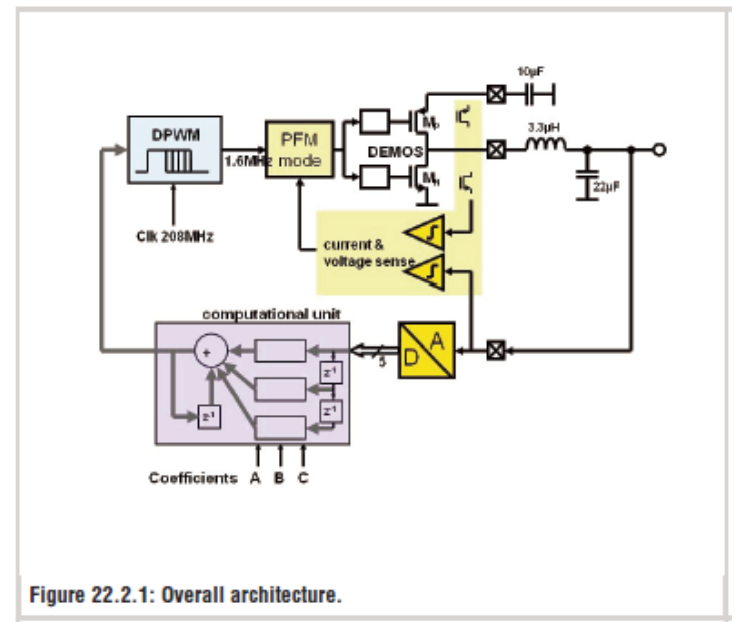 10µF
DPWM
PFM
mode
1.6MHz
Mₚ
DEMOS
Mₙ
3.3µH
22µF
Clk 208MHz
current &
voltage sense
computational unit
+
z⁻¹
z⁻¹
z⁻¹
5
D A
Coefficients A B C
Figure 22.2.1: Overall architecture.